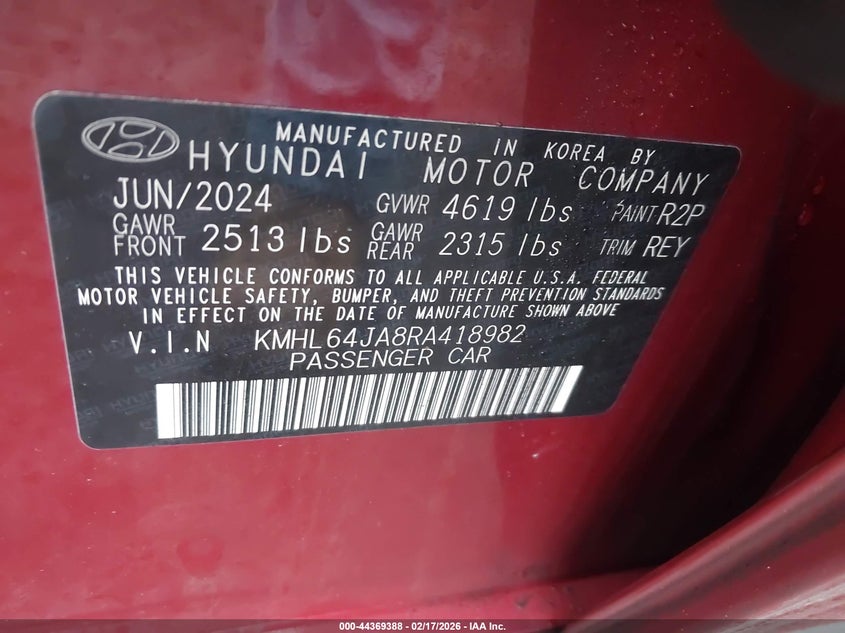 MANUFACTURED IN KOREA BY
HYUNDAI MOTOR COMPANY
JUN/2024 GVWR 4619 lbs PAINT R2P
GAWR FRONT 2513 lbs GAWR REAR 2315 lbs TRIM REY
THIS VEHICLE CONFORMS TO ALL APPLICABLE U.S.A. FEDERAL
MOTOR VEHICLE SAFETY, BUMPER, AND THEFT PREVENTION STANDARDS
IN EFFECT ON THE DATE OF MANUFACTURE SHOWN ABOVE
V.I.N KMHL64JA8RA418982
PASSENGER CAR
000-44369388 - 02/17/2026 - IAA Inc.